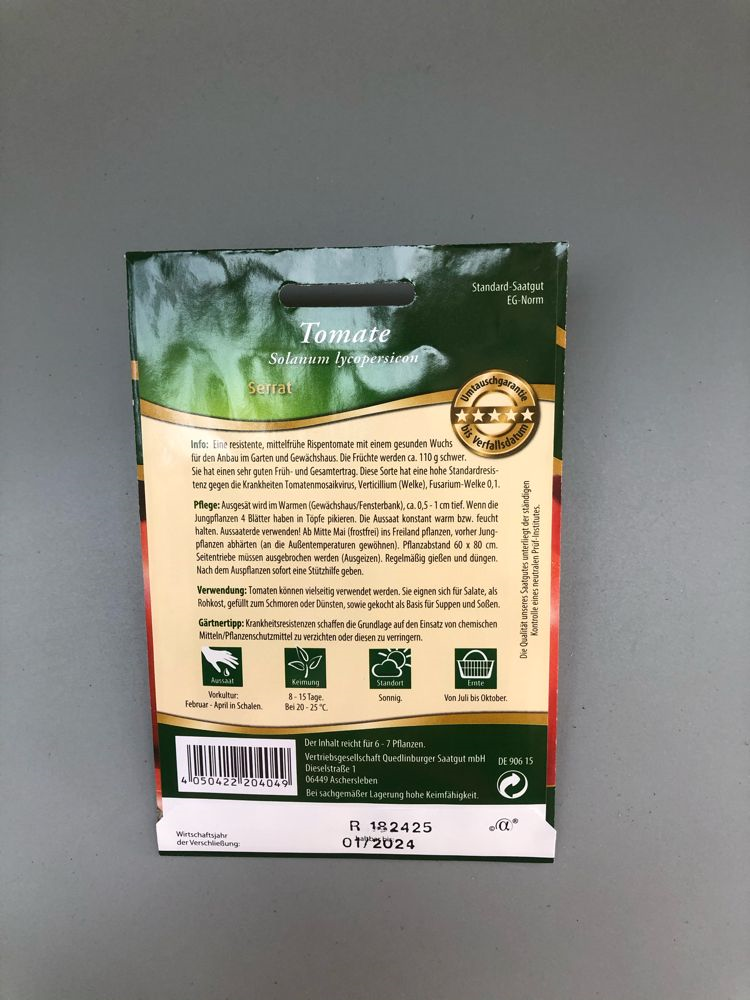 Standard-Saatgut
EG-Norm
Tomate
Solanum lycopersicon
Serrat
Umtauschgarantie
bis Verfallsdatum
Info: Eine resistente, mittelfrühe Rispentomate mit einem gesunden Wuchs
für den Anbau im Garten und Gewächshaus. Die Früchte werden ca. 110 g schwer.
Sie hat einen sehr guten Früh- und Gesamtertrag. Diese Sorte hat eine hohe Standardresis-
tenz gegen die Krankheiten Tomatenmosaikvirus, Verticillium (Welke), Fusarium-Welke 0,1.
Pflege: Ausgesät wird im Warmen (Gewächshaus/Fensterbank), ca. 0,5 - 1 cm tief. Wenn die
Jungpflanzen 4 Blätter haben in Töpfe pikieren. Die Aussaat konstant warm bzw. feucht
halten. Aussaaterde verwenden! Ab Mitte Mai (frostfrei) ins Freiland pflanzen, vorher Jung-
pflanzen abhärten (an die Außentemperaturen gewöhnen). Pflanzabstand 60 x 80 cm.
Seitentriebe müssen ausgebrochen werden (Ausgeizen). Regelmäßig gießen und düngen.
Nach dem Auspflanzen sofort eine Stützhilfe geben.
Verwendung: Tomaten können vielseitig verwendet werden. Sie eignen sich für Salate, als
Rohkost, gefüllt zum Schmoren oder Dünsten, sowie gekocht als Basis für Suppen und Soßen.
Gärtnertipp: Krankheitsresistenzen schaffen die Grundlage auf den Einsatz von chemischen
Mitteln/Pflanzenschutzmittel zu verzichten oder diesen zu verringern.
Die Qualität unseres Saatgutes unterliegt der ständigen
Kontrolle eines neutralen Prüf-Institutes.
Aussaat
Keimung
Standort
Ernte
Vorkultur:
Februar - April in Schalen.
8 - 15 Tage.
Bei 20 - 25 °C.
Sonnig.
Von Juli bis Oktober.
Der Inhalt reicht für 6 - 7 Pflanzen.
Vertriebsgesellschaft Quedlinburger Saatgut mbH
Dieselstraße 1
06449 Aschersleben
Bei sachgemäßer Lagerung hohe Keimfähigkeit.
DE 906 15
4 050422 204049
Wirtschaftsjahr
der Verschließung:
R 182425
haltbar bis:
01/2024
©α®